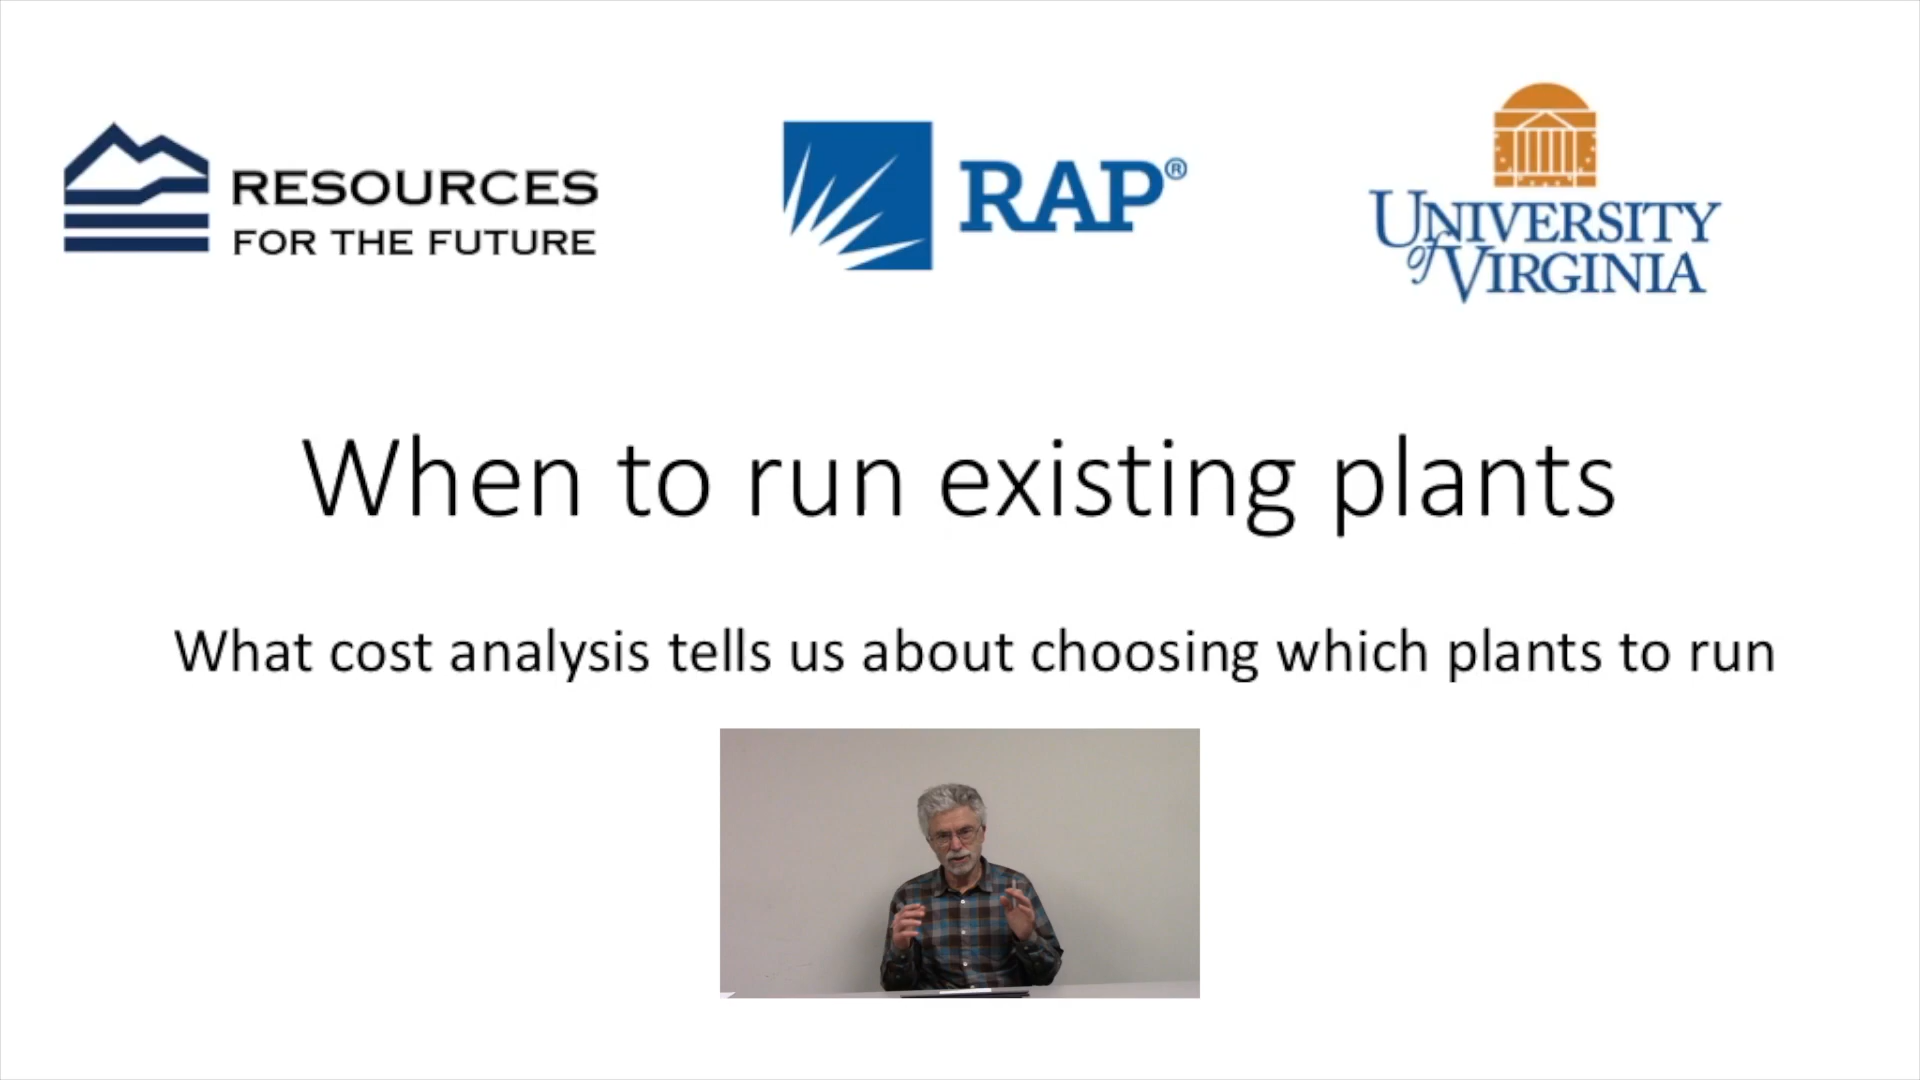 RESOURCES
FOR THE FUTURE
RAP®
UNIVERSITY
of VIRGINIA
When to run existing plants
What cost analysis tells us about choosing which plants to run